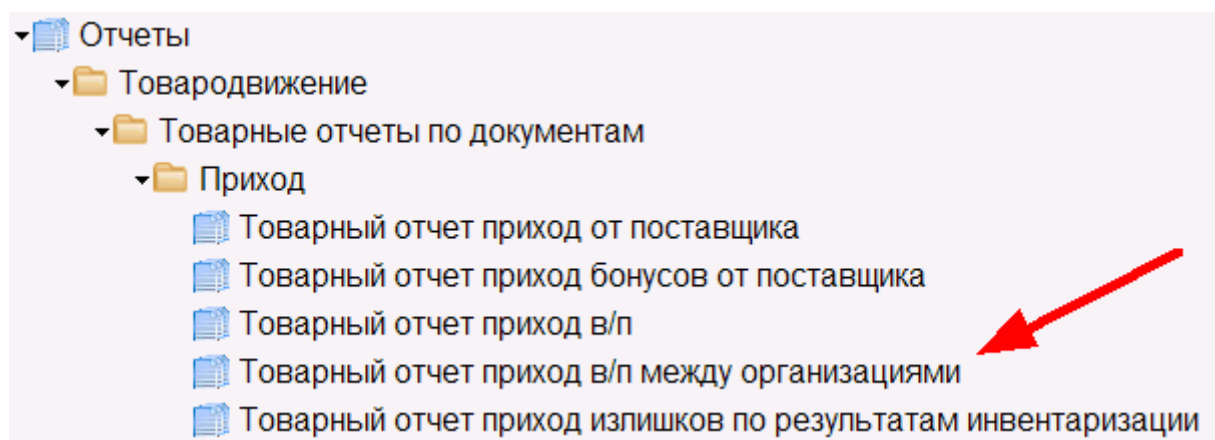 Отчеты
Товародвижение
Товарные отчеты по документам
Приход
Товарный отчет приход от поставщика
Товарный отчет приход бонусов от поставщика
Товарный отчет приход в/п
Товарный отчет приход в/п между организациями
Товарный отчет приход излишков по результатам инвентаризации